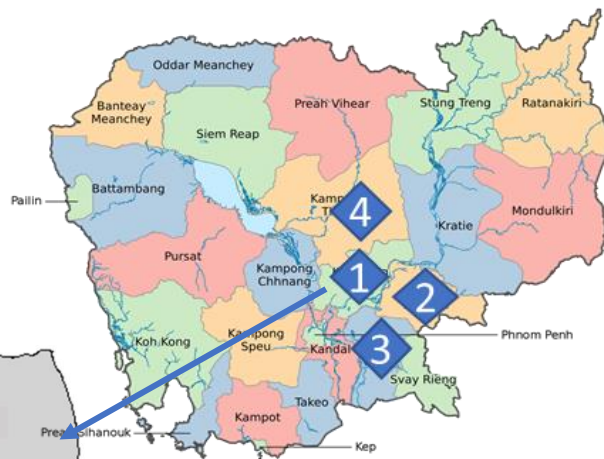 Oddar Meanchey
Banteay
Meanchey
Siem Reap
Preah Vihear
Stung Treng
Ratanakiri
Pailin
Battambang
4
Kratie
Mondulkiri
Pursat
Kampong
Chhnang
1
2
Koh Kong
Kampong
Speu
Kandal
3
Phnom Penh
Svay Rieng
Takeo
Preah Sihanouk
Kampot
Kep